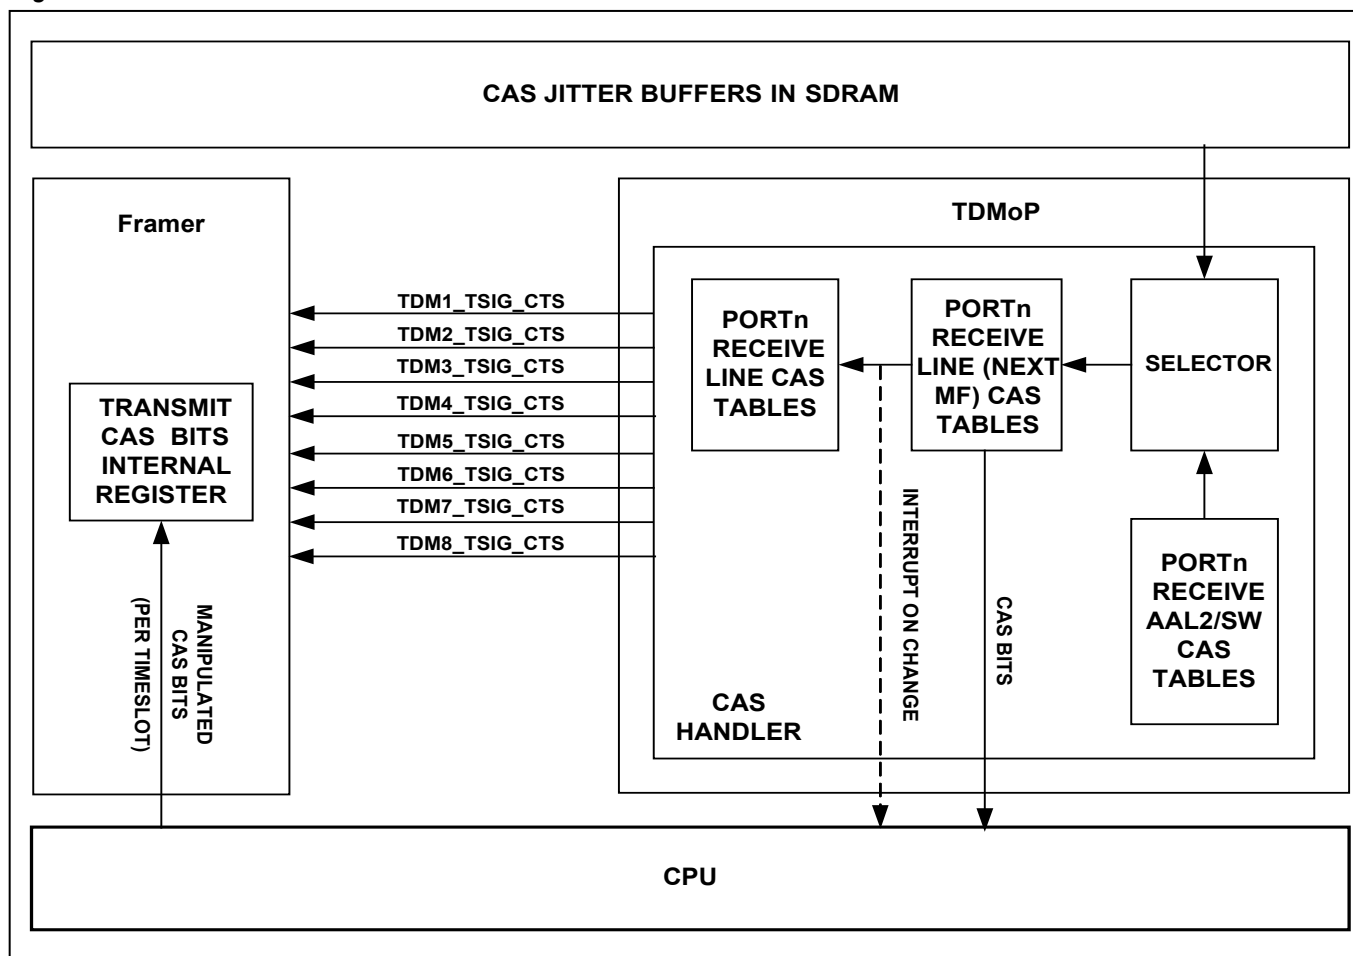 CAS JITTER BUFFERS IN SDRAM
Framer
TRANSMIT
CAS BITS
INTERNAL
REGISTER
MANIPULATED
CAS BITS
(PER TIMESLOT)
TDM1_TSIG_CTS
TDM2_TSIG_CTS
TDM3_TSIG_CTS
TDM4_TSIG_CTS
TDM5_TSIG_CTS
TDM6_TSIG_CTS
TDM7_TSIG_CTS
TDM8_TSIG_CTS
TDMoP
PORTn
RECEIVE
LINE CAS
TABLES
PORTn
RECEIVE
LINE (NEXT
MF) CAS
TABLES
SELECTOR
PORTn
RECEIVE
AAL2/SW
CAS
TABLES
INTERRUPT ON CHANGE
CAS BITS
CAS
HANDLER
CPU